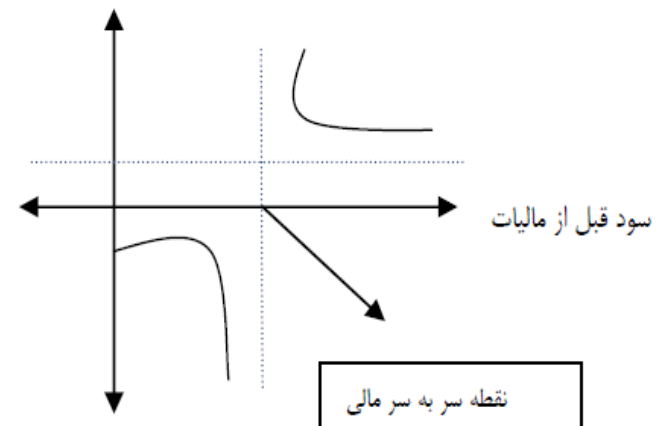 سود قبل از مالیات
نقطه سر به سر مالی